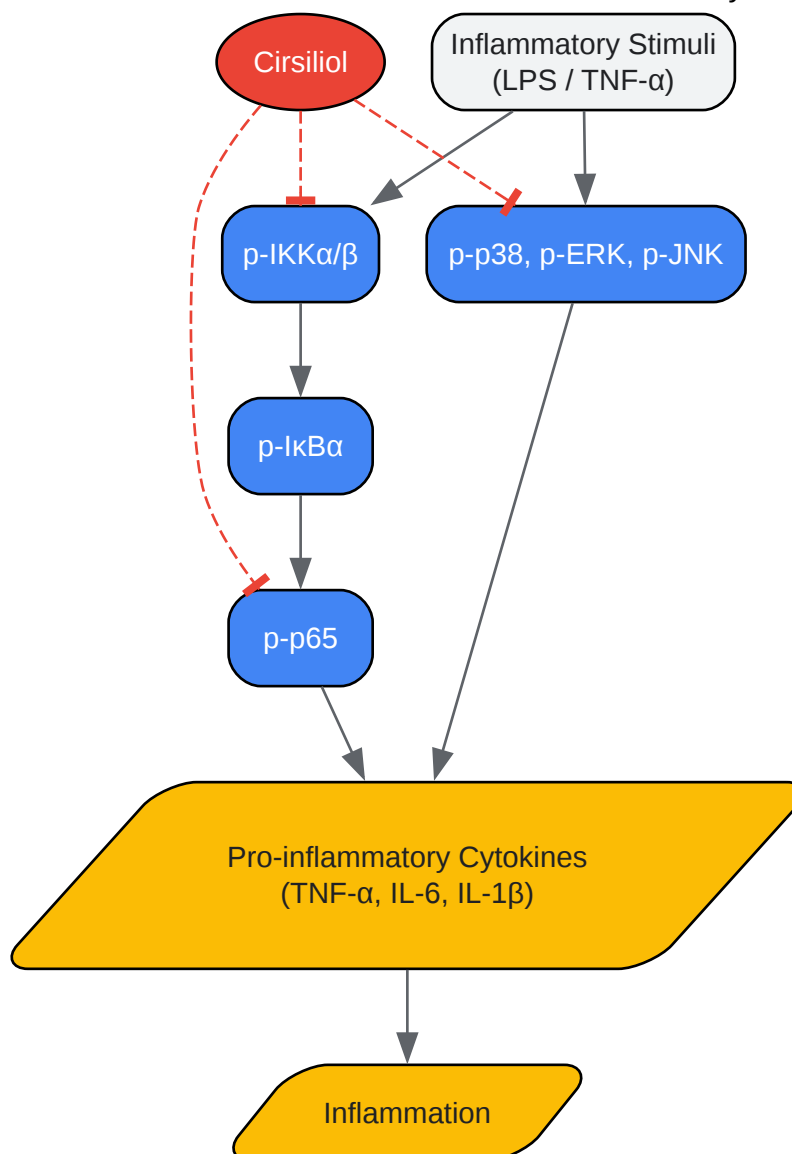 Cirsiliol
Inflammatory Stimuli
(LPS / TNF-α)
p-IKKα/β
p-p38, p-ERK, p-JNK
p-IκBα
p-p65
Pro-inflammatory Cytokines
(TNF-α, IL-6, IL-1β)
Inflammation